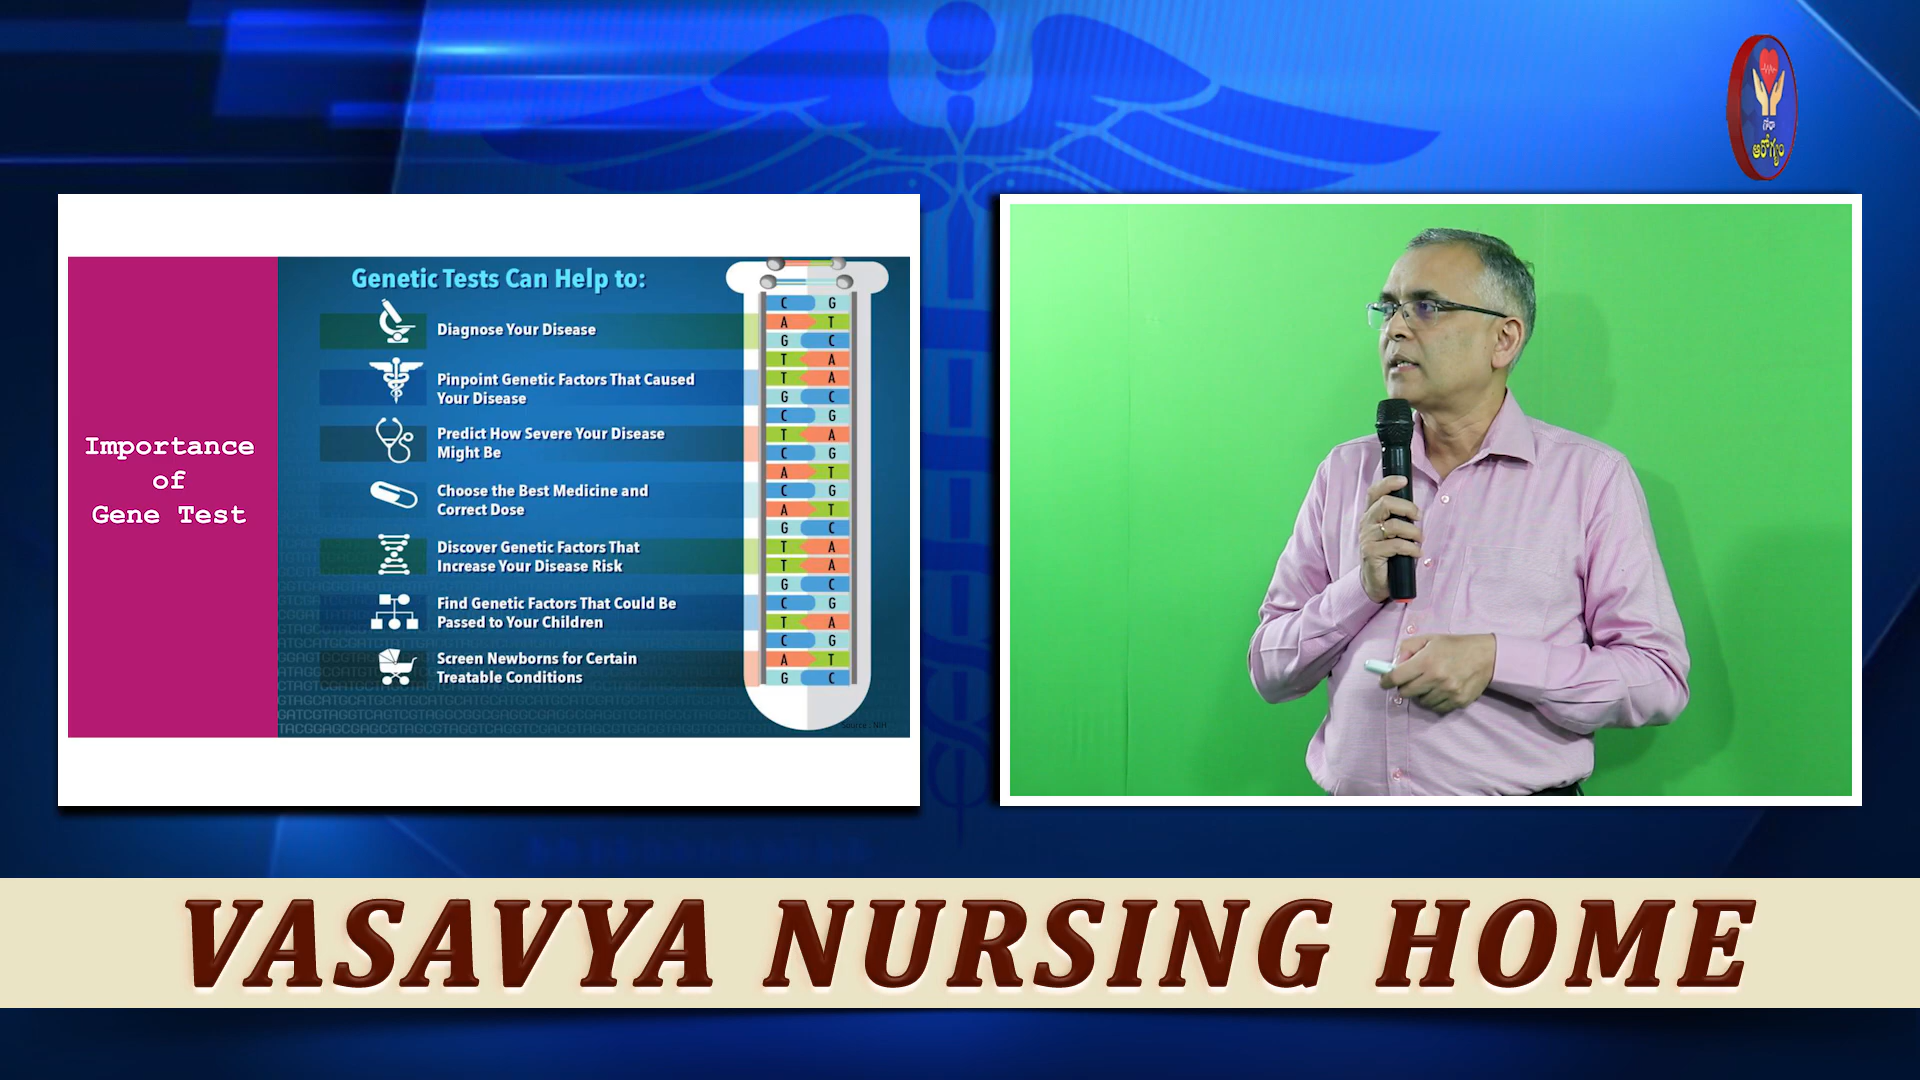 గోదా
ఆరోగ్యం
Importance
of
Gene Test
Genetic Tests Can Help to:
Diagnose Your Disease
Pinpoint Genetic Factors That Caused
Your Disease
Predict How Severe Your Disease
Might Be
Choose the Best Medicine and
Correct Dose
Discover Genetic Factors That
Increase Your Disease Risk
Find Genetic Factors That Could Be
Passed to Your Children
Screen Newborns for Certain
Treatable Conditions
C G
A T
G C
T A
T A
G C
C G
T A
C G
A T
C G
A T
G C
T A
T A
G C
C G
T A
C G
A T
G C
VASAVYA NURSING HOME